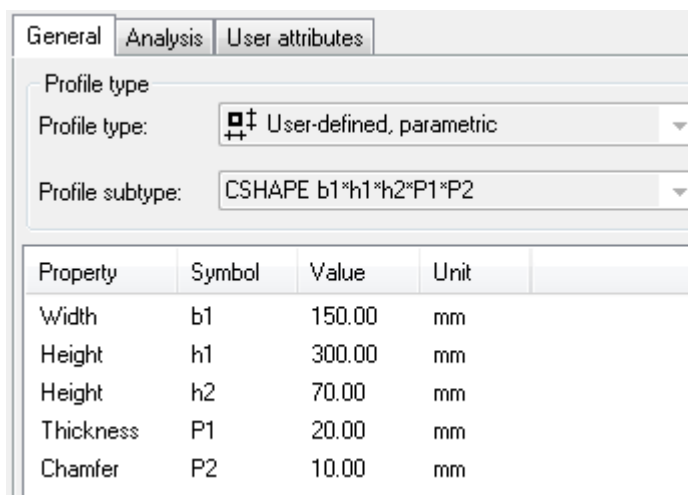 General Analysis User attributes
Profile type
Profile type: User-defined, parametric
Profile subtype: CSHAPE b1*h1*h2*P1*P2
Property Symbol Value Unit
Width b1 150.00 mm
Height h1 300.00 mm
Height h2 70.00 mm
Thickness P1 20.00 mm
Chamfer P2 10.00 mm